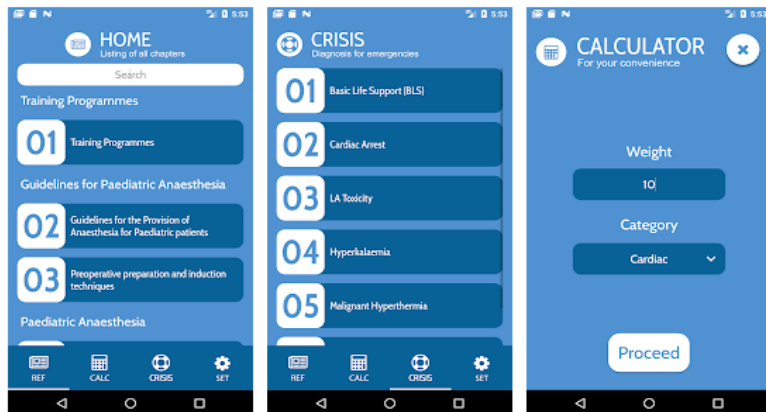 5:53
HOME
Listing of all chapters
Search
Training Programmes
01
Training Programmes
Guidelines for Paediatric Anaesthesia
02
Guidelines for the Provision of
Anaesthesia for Paediatric patients
03
Preoperative preparation and induction
techniques
Paediatric Anaesthesia
REF
CALC
CRISIS
SET
5:53
CRISIS
Diagnosis for emergencies
01
Basic Life Support (BLS)
02
Cardiac Arrest
03
LA Toxicity
04
Hyperkalaemia
05
Malignant Hyperthermia
REF
CALC
CRISIS
SET
5:53
CALCULATOR
For your convenience
Weight
10
Category
Cardiac
Proceed